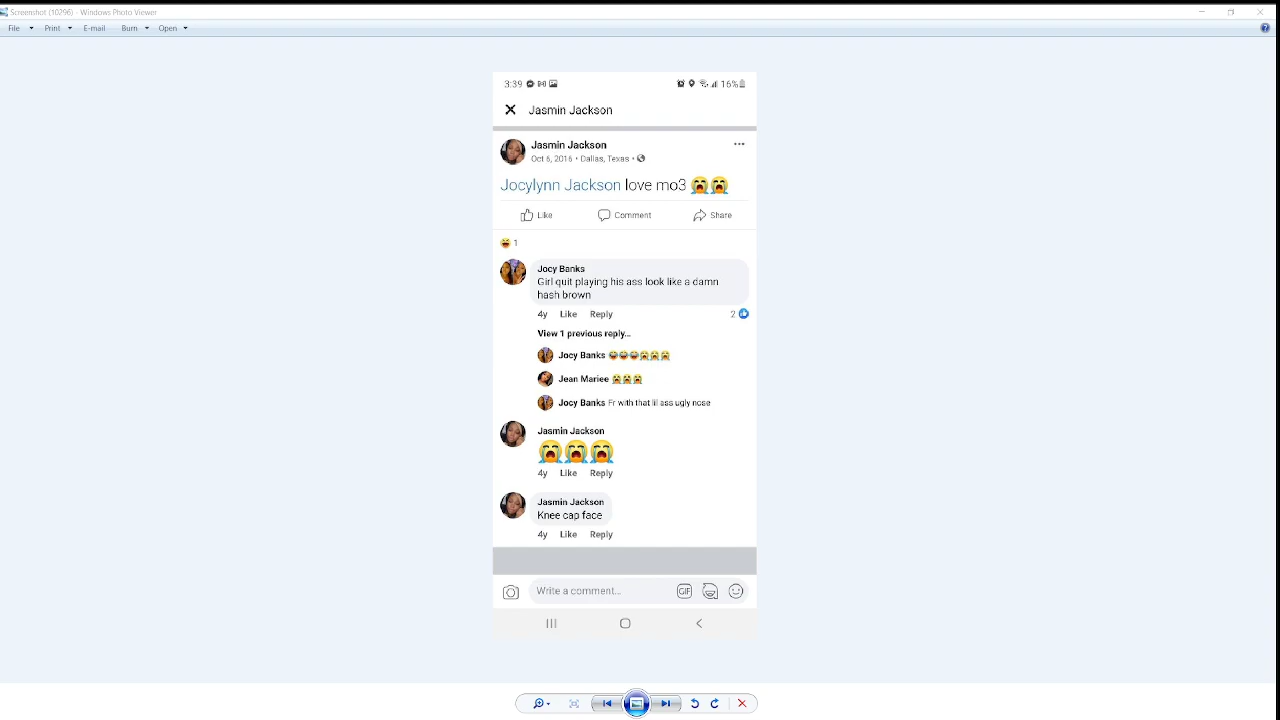 Screenshot (10296) - Windows Photo Viewer
File Print E-mail Burn Open
3:39 16%
Jasmin Jackson
Jasmin Jackson
Oct 6, 2016 • Dallas, Texas •
Jocylynn Jackson love mo3 😭😭
Like Comment Share
😆 1
Jocy Banks
Girl quit playing his ass look like a damn
hash brown
4y Like Reply 2
View 1 previous reply...
Jocy Banks 😂😂😂😭😭😭
Jean Mariee 😭😭😭
Jocy Banks Fr with that lil ass ugly nose
Jasmin Jackson
😭😭😭
4y Like Reply
Jasmin Jackson
Knee cap face
4y Like Reply
Write a comment... GIF